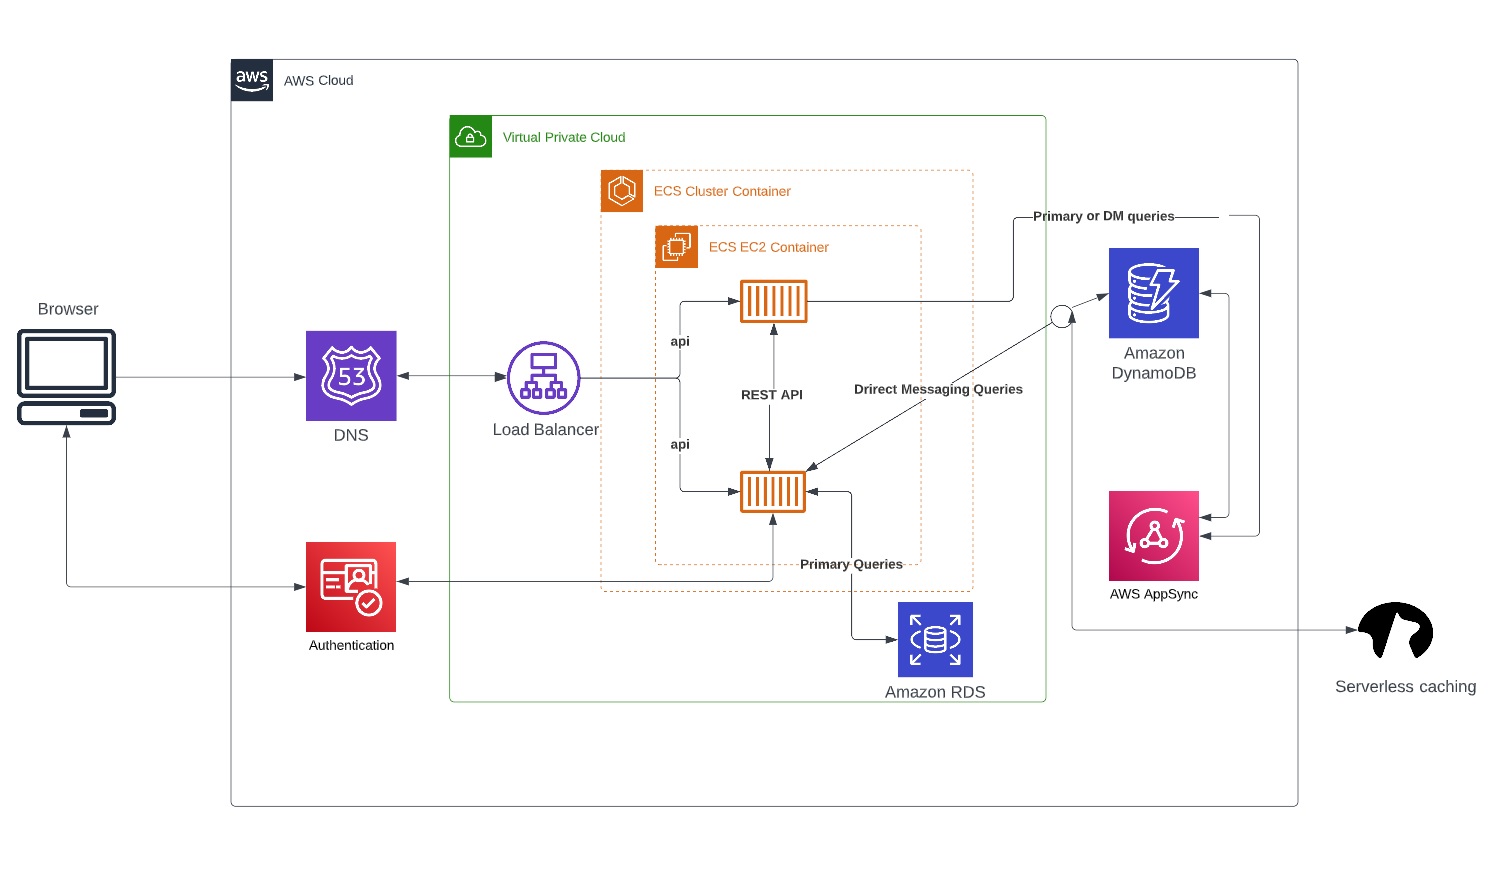 aws
AWS Cloud
Virtual Private Cloud
ECS Cluster Container
Primary or DM queries
ECS EC2 Container
Browser
api
Amazon
DynamoDB
53
Drirect Messaging Queries
REST API
Load Balancer
DNS
api
Primary Queries
AWS AppSync
Authentication
Serverless caching
Amazon RDS